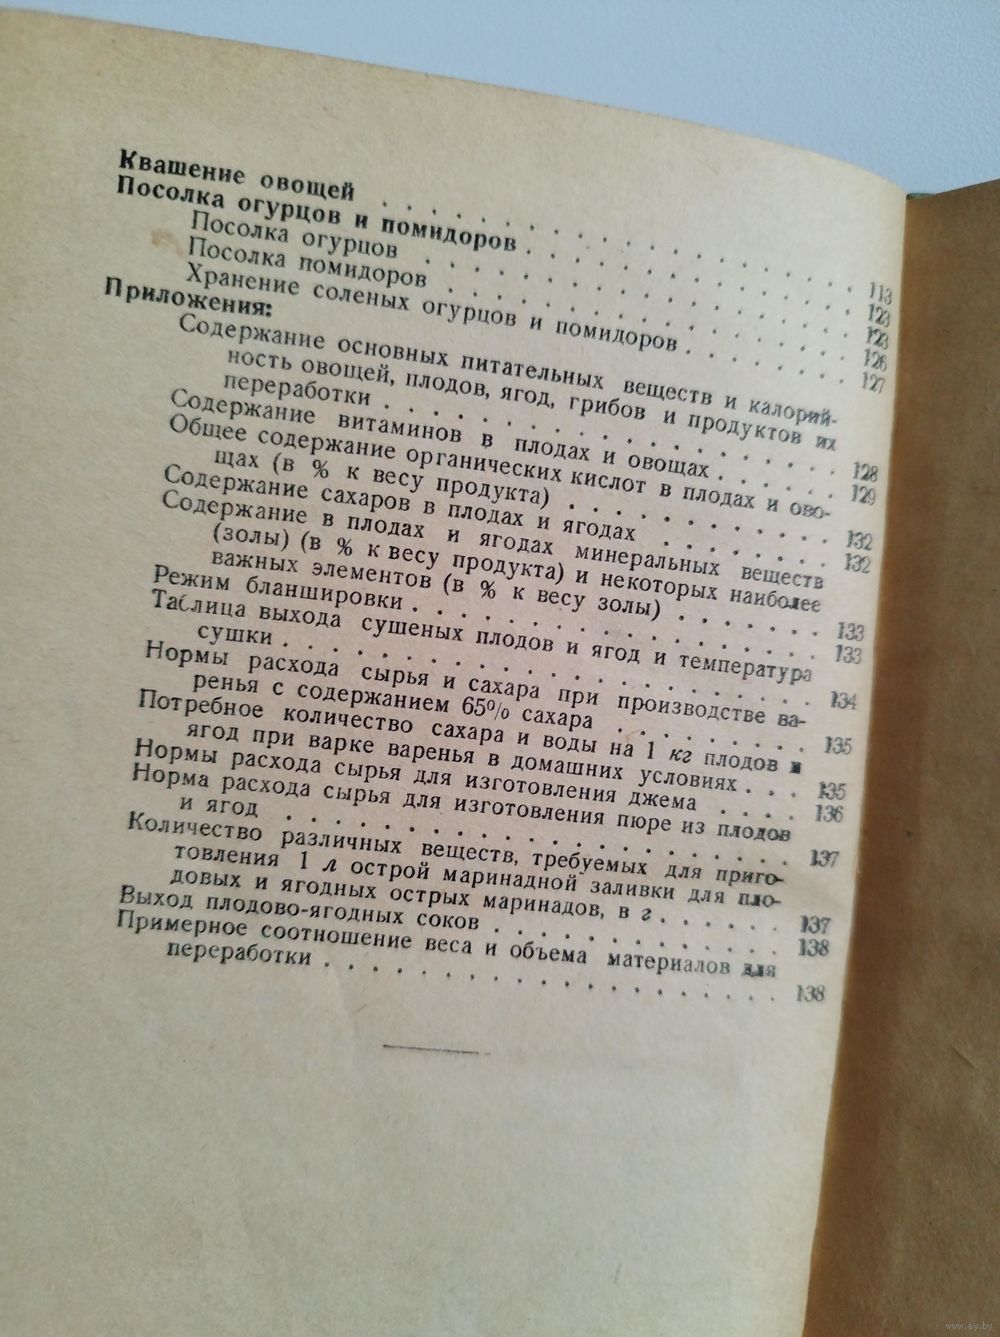 Квашение овощей . . . . . . . . . . . . . . . . . . 113
Посолка огурцов и помидоров . . . . . . . . . . . . . 123
Посолка огурцов . . . . . . . . . . . . . . . . . 123
Посолка помидоров . . . . . . . . . . . . . . . . 126
Хранение соленых огурцов и помидоров . . . . . . . 127
Приложения:
Содержание основных питательных веществ и калорий-
ность овощей, плодов, ягод, грибов и продуктов их
переработки . . . . . . . . . . . . . . . . . 128
Содержание витаминов в плодах и овощах . . . . . . 129
Общее содержание органических кислот в плодах и ово-
щах (в % к весу продукта) . . . . . . . . . . . 132
Содержание сахаров в плодах и ягодах . . . . . . . 132
Содержание в плодах и ягодах минеральных веществ
(золы) (в % к весу продукта) и некоторых наиболее
важных элементов (в % к весу золы) . . . . . . . 133
Режим бланшировки . . . . . . . . . . . . . . . . 133
Таблица выхода сушеных плодов и ягод и температура
сушки . . . . . . . . . . . . . . . . . . . . 134
Нормы расхода сырья и сахара при производстве ва-
ренья с содержанием 65% сахара . . . . . . . . . 135
Потребное количество сахара и воды на 1 кг плодов и
ягод при варке варенья в домашних условиях . . . 135
Нормы расхода сырья для изготовления джема . . . . 136
Норма расхода сырья для изготовления пюре из плодов
и ягод . . . . . . . . . . . . . . . . . . . . 137
Количество различных веществ, требуемых для приго-
товления 1 л острой маринадной заливки для пло-
довых и ягодных острых маринадов, в г . . . . . . 137
Выход плодово-ягодных соков . . . . . . . . . . . . 138
Примерное соотношение веса и объема материалов для
переработки . . . . . . . . . . . . . . . . . . 138
www.ay.by